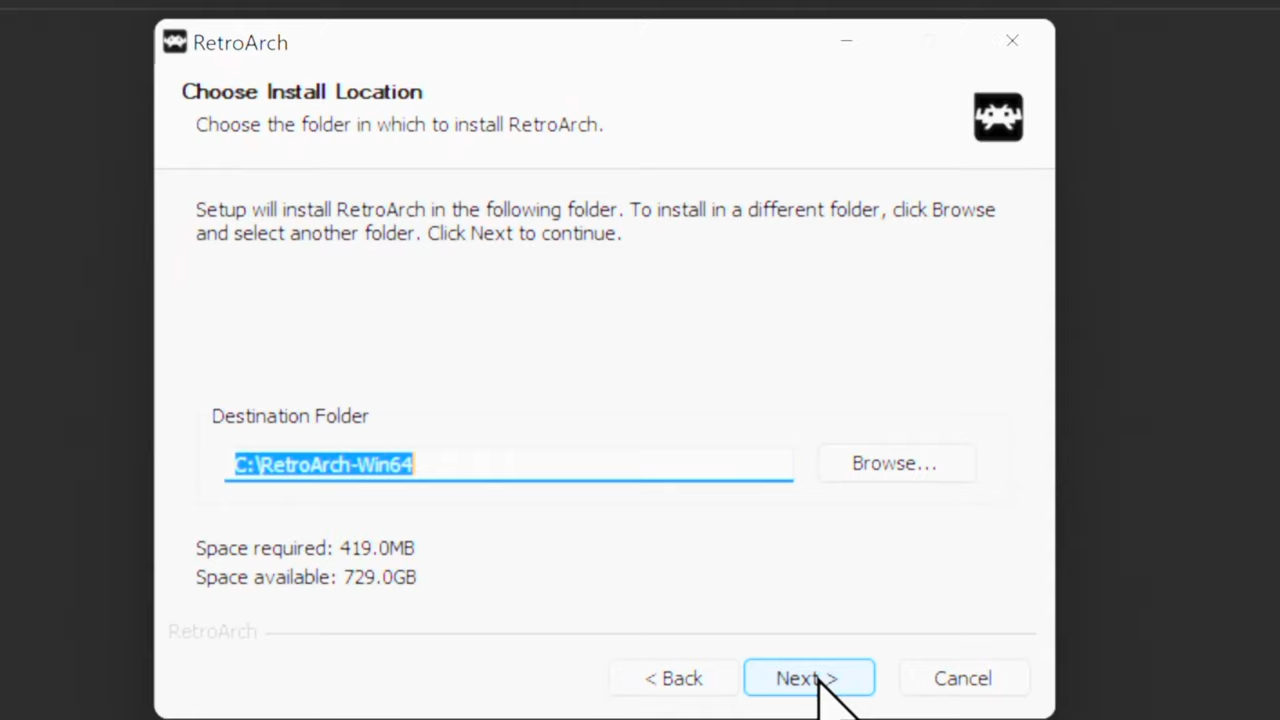 RetroArch
Choose Install Location
Choose the folder in which to install RetroArch.
Setup will install RetroArch in the following folder. To install in a different folder, click Browse
and select another folder. Click Next to continue.
Destination Folder
C:\RetroArch-Win64
Browse...
Space required: 419.0MB
Space available: 729.0GB
RetroArch
< Back
Next >
Cancel